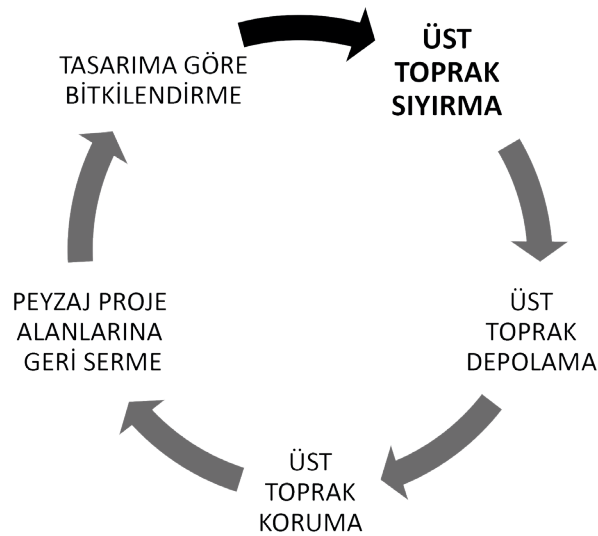 ÜST
TOPRAK
SIYIRMA
ÜST
TOPRAK
DEPOLAMA
ÜST
TOPRAK
KORUMA
PEYZAJ PROJE
ALANLARINA
GERİ SERME
TASARIMA GÖRE
BİTKİLENDİRME